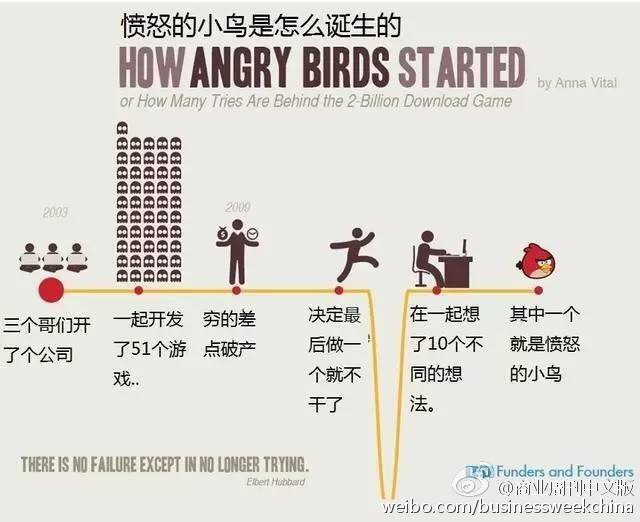 愤怒的小鸟是怎么诞生的
HOW ANGRY BIRDS STARTED
by Anna Vital
or How Many Tries Are Behind the 2-Billion Download Game
2003
2009
三个哥们开
了个公司
一起开发
了51个游
戏..
穷的差
点破产
决定最
后做一
个就不
干了
在一起想
了10个不
同的想
法。
其中一个
就是愤怒
的小鸟
THERE IS NO FAILURE EXCEPT IN NO LONGER TRYING.
Elbert Hubbard
Funders and Founders
@商业周刊中文版
weibo.com/businessweekchina